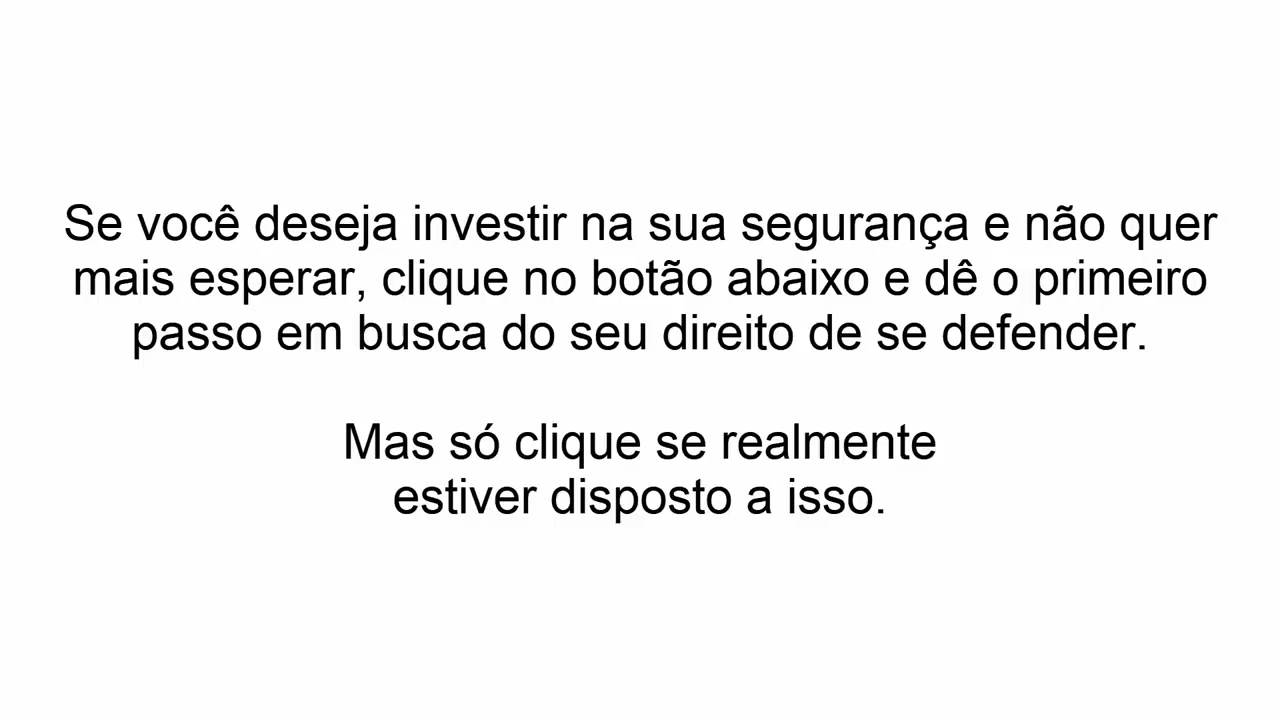 Se você deseja investir na sua segurança e não quer
mais esperar, clique no botão abaixo e dê o primeiro
passo em busca do seu direito de se defender.
Mas só clique se realmente
estiver disposto a isso.